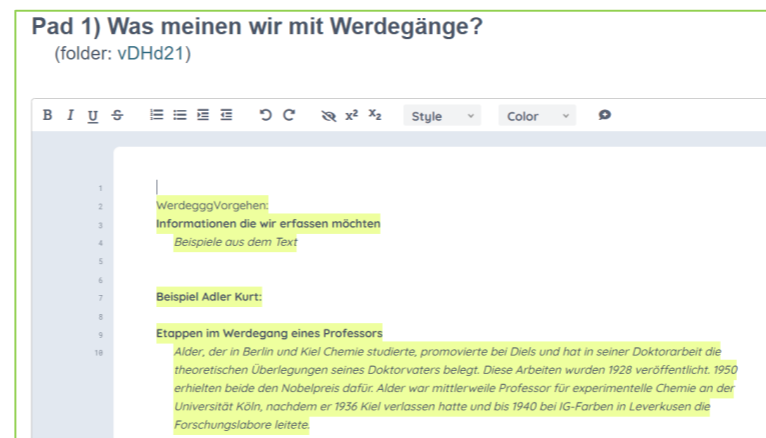 Pad 1) Was meinen wir mit Werdegänge?
(folder: vDHd21)
B I U S x² X₂ Style Color
1
2 WerdegggVorgehen:
3 Informationen die wir erfassen möchten
4 Beispiele aus dem Text
5
6
7 Beispiel Adler Kurt:
8
9 Etappen im Werdegang eines Professors
10 Alder, der in Berlin und Kiel Chemie studierte, promovierte bei Diels und hat in seiner Doktorarbeit die
theoretischen Überlegungen seines Doktorvaters belegt. Diese Arbeiten wurden 1928 veröffentlicht. 1950
erhielten beide den Nobelpreis dafür. Alder war mittlerweile Professor für experimentelle Chemie an der
Universität Köln, nachdem er 1936 Kiel verlassen hatte und bis 1940 bei IG-Farben in Leverkusen die
Forschungslabore leitete.